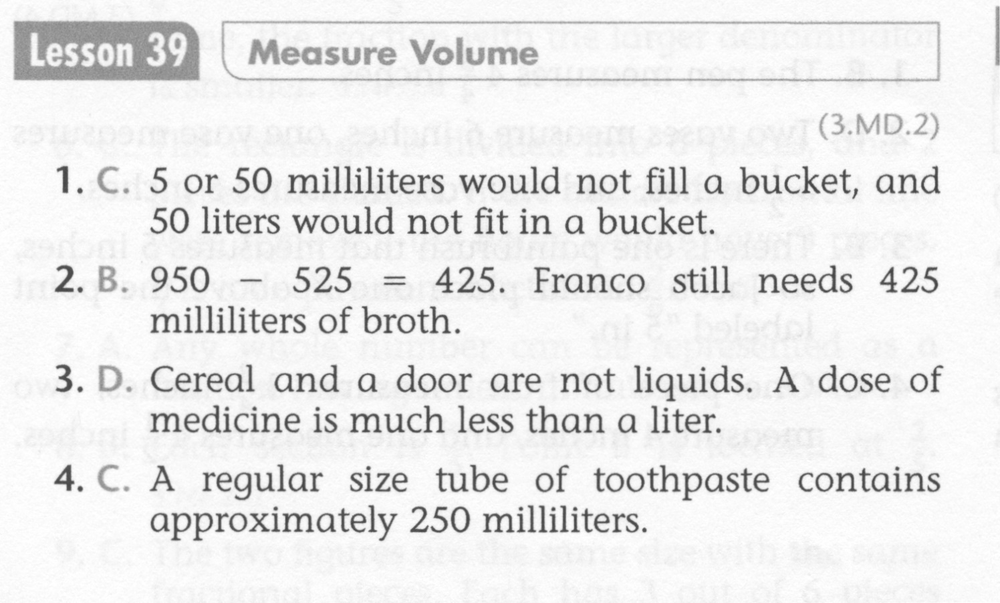 Lesson 39 Measure Volume
(3.MD.2)
1. C. 5 or 50 milliliters would not fill a bucket, and
50 liters would not fit in a bucket.
2. B. 950 − 525 = 425. Franco still needs 425
milliliters of broth.
3. D. Cereal and a door are not liquids. A dose of
medicine is much less than a liter.
4. C. A regular size tube of toothpaste contains
approximately 250 milliliters.